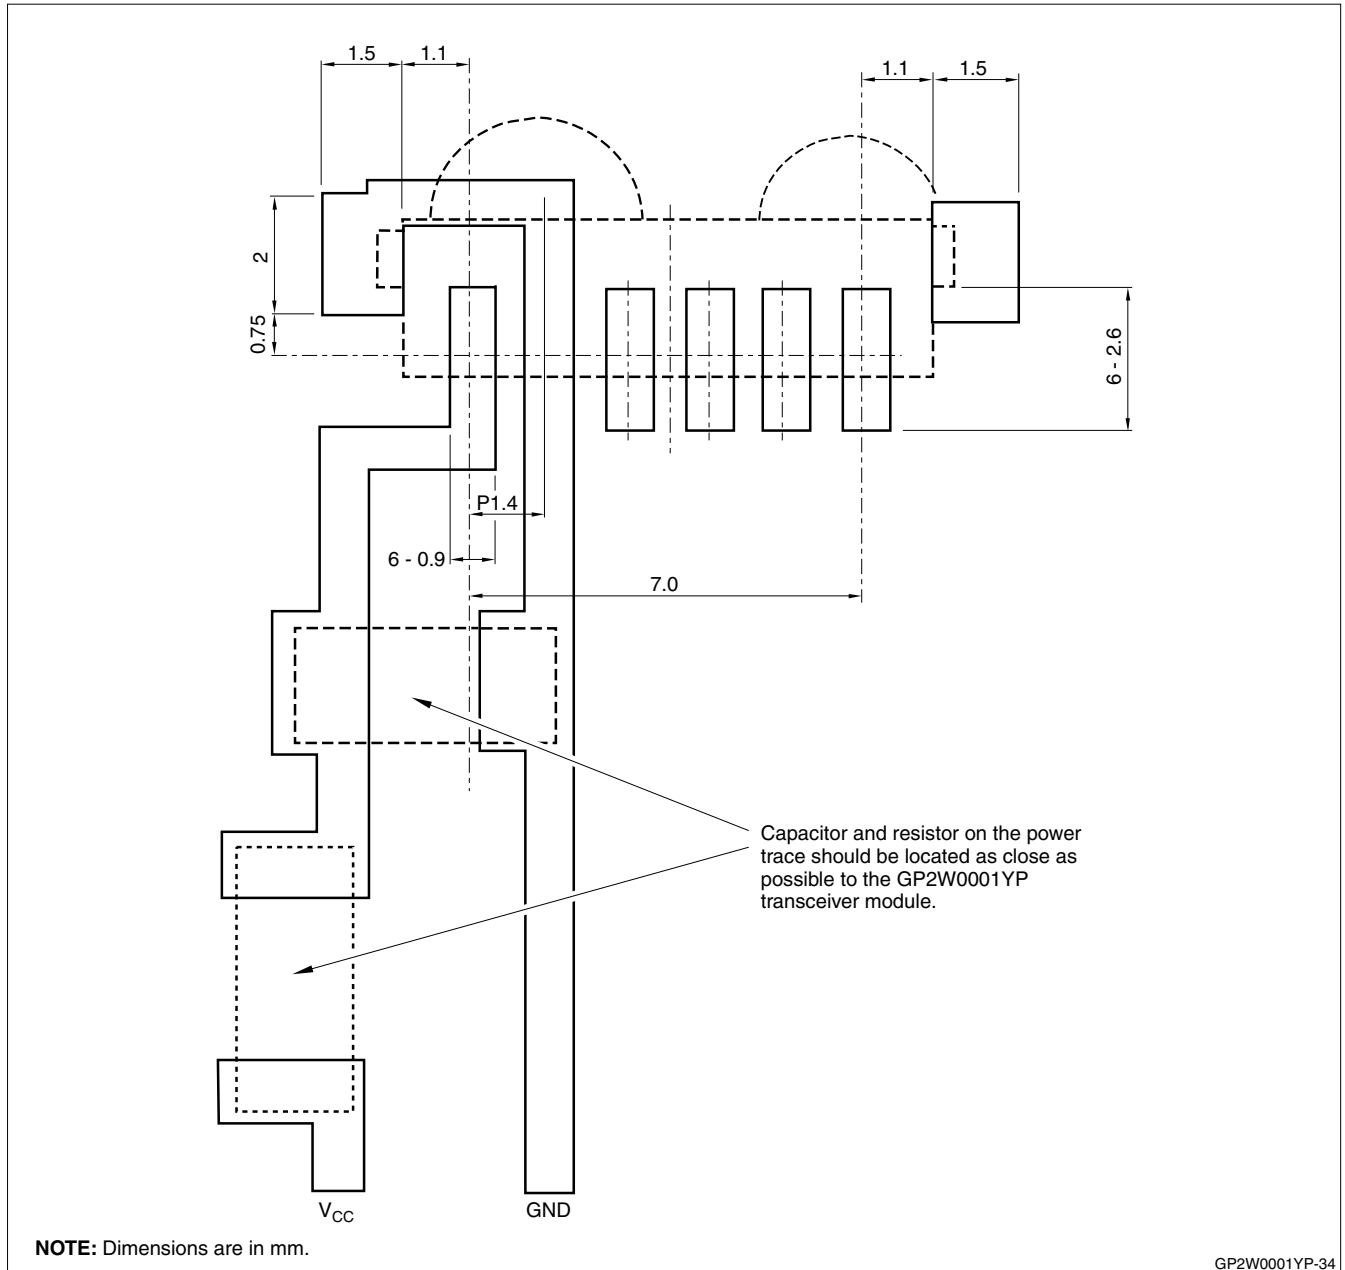 1.5
1.1
1.1
1.5
2
0.75
6 - 2.6
P1.4
6 - 0.9
7.0
Capacitor and resistor on the power
trace should be located as close as
possible to the GP2W0001YP
transceiver module.
VCC
GND
NOTE: Dimensions are in mm.
GP2W0001YP-34